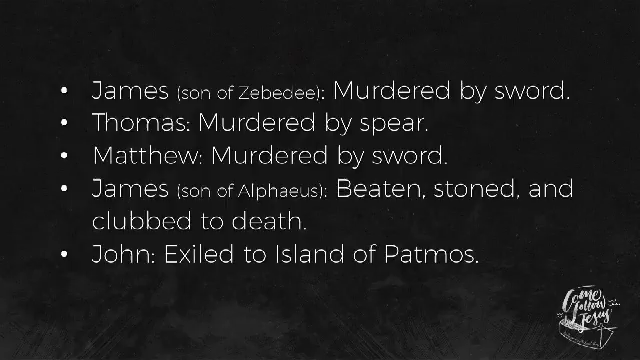 • James (son of Zebedee): Murdered by sword.
• Thomas: Murdered by spear.
• Matthew: Murdered by sword.
• James (son of Alphaeus): Beaten, stoned, and
clubbed to death.
• John: Exiled to Island of Patmos.
Come
follow
Jesus